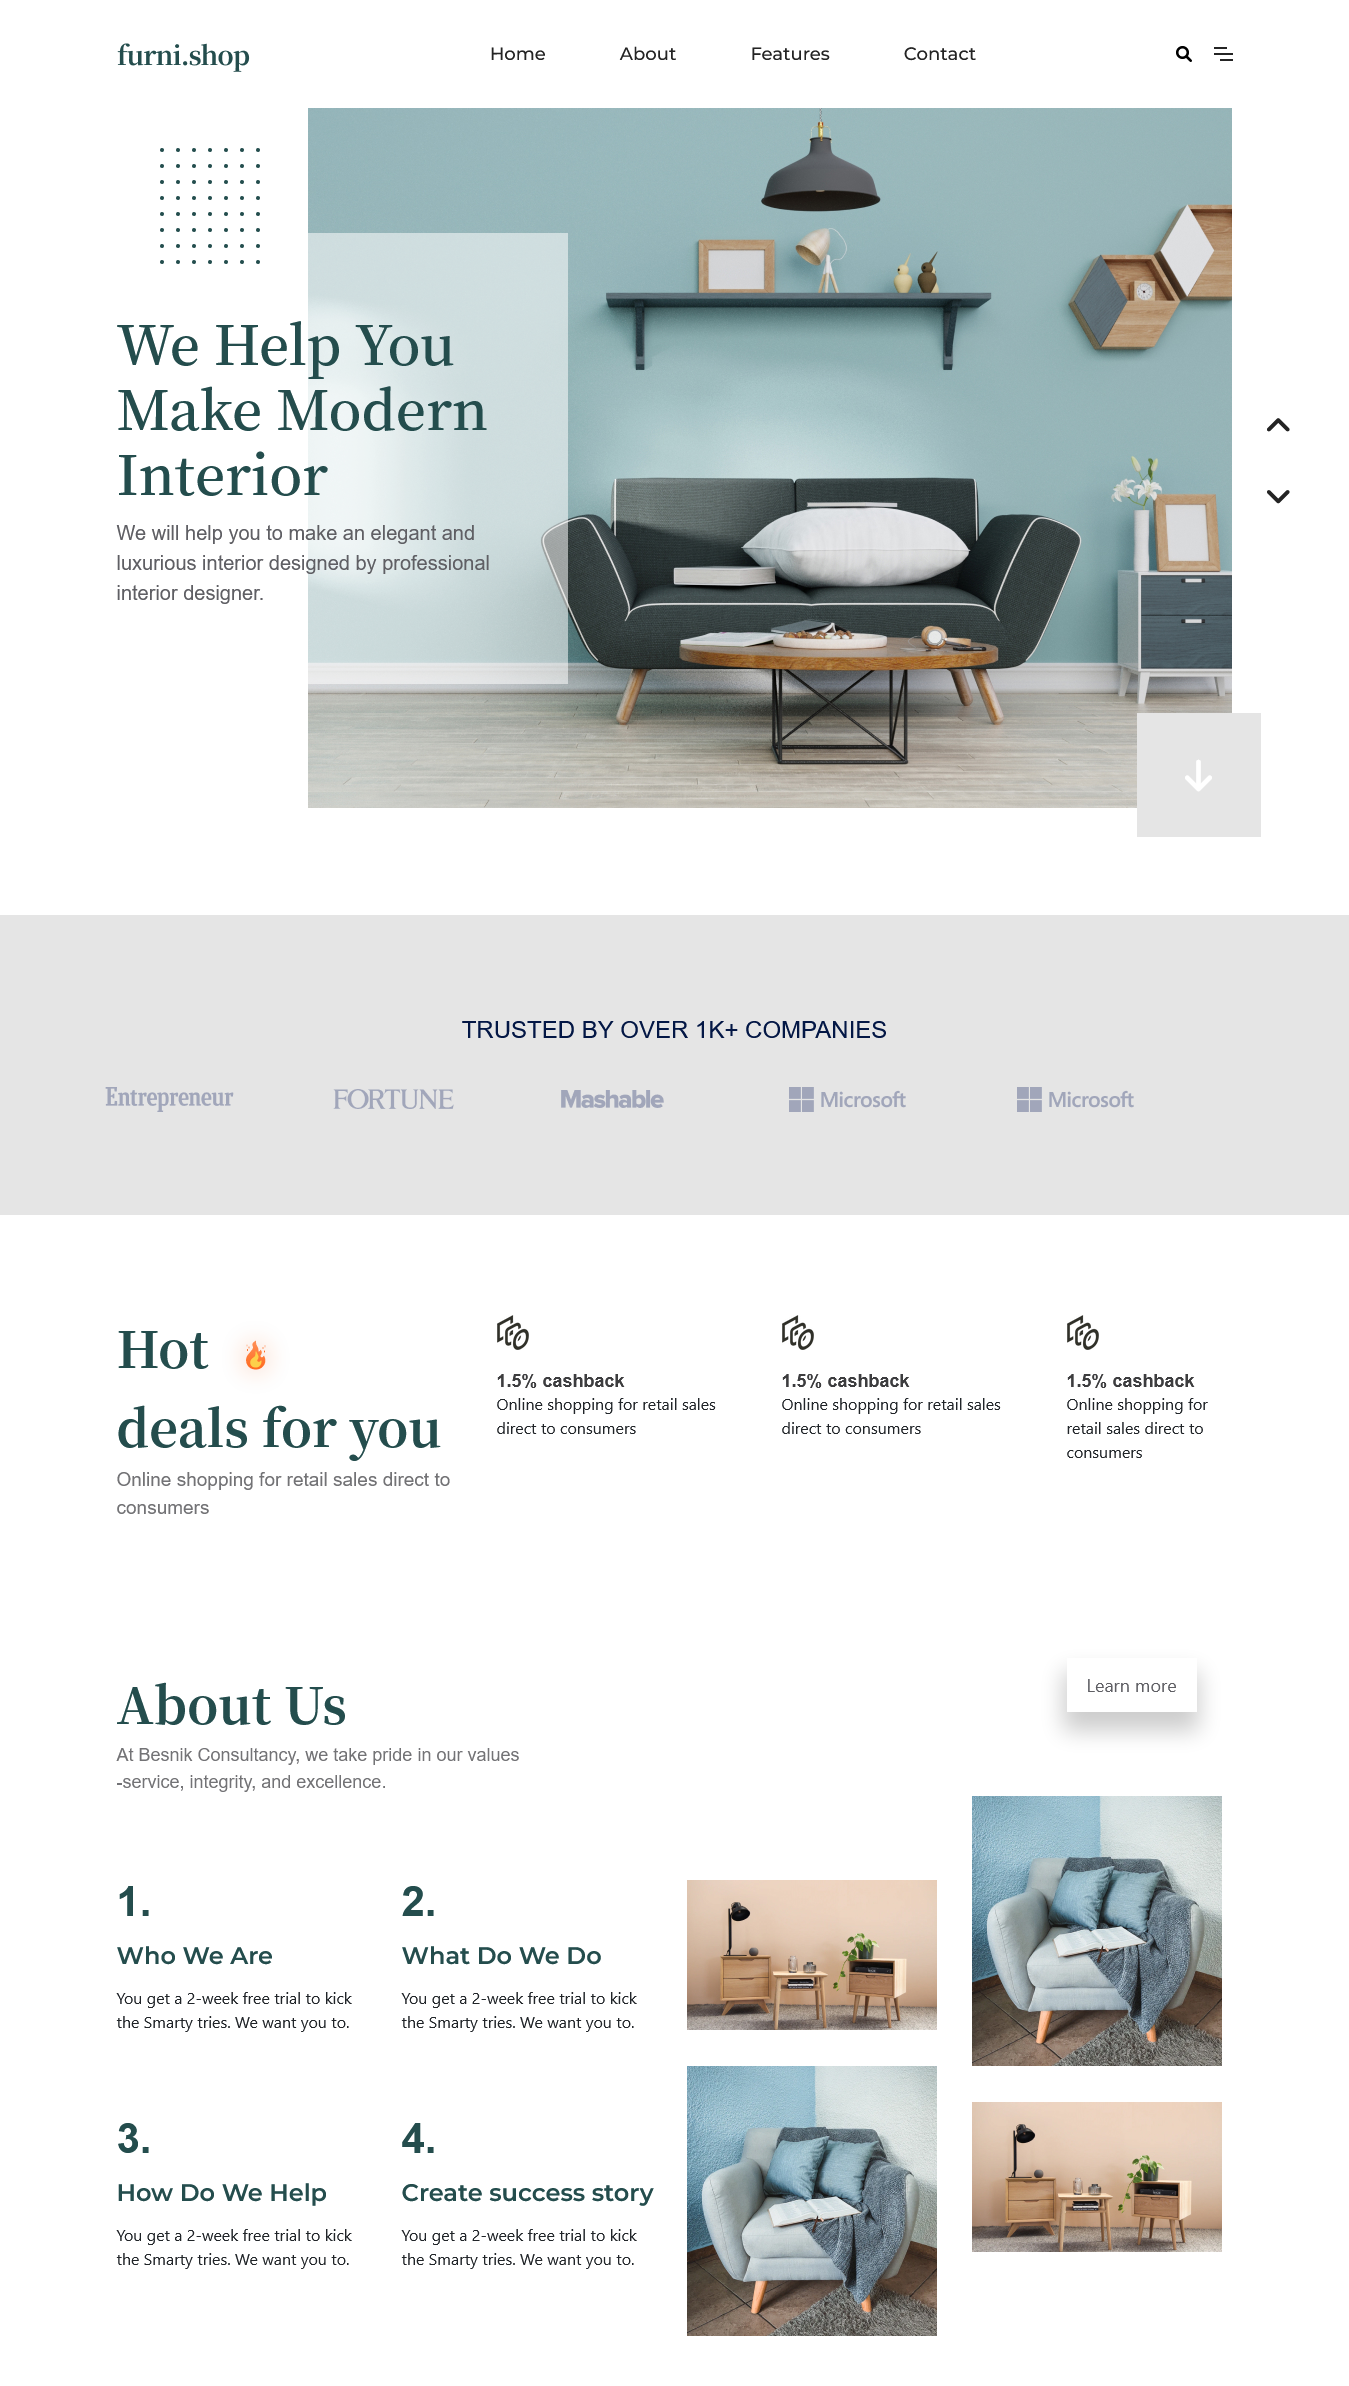 furni.shop
Home About Features Contact
We Help You
Make Modern
Interior
We will help you to make an elegant and
luxurious interior designed by professional
interior designer.
TRUSTED BY OVER 1K+ COMPANIES
Entrepreneur FORTUNE Mashable Microsoft Microsoft
Hot
deals for you
Online shopping for retail sales direct to
consumers
1.5% cashback
Online shopping for retail sales
direct to consumers
1.5% cashback
Online shopping for retail sales
direct to consumers
1.5% cashback
Online shopping for
retail sales direct to
consumers
About Us
At Besnik Consultancy, we take pride in our values
-service, integrity, and excellence.
Learn more
1.
Who We Are
You get a 2-week free trial to kick
the Smarty tries. We want you to.
2.
What Do We Do
You get a 2-week free trial to kick
the Smarty tries. We want you to.
3.
How Do We Help
You get a 2-week free trial to kick
the Smarty tries. We want you to.
4.
Create success story
You get a 2-week free trial to kick
the Smarty tries. We want you to.